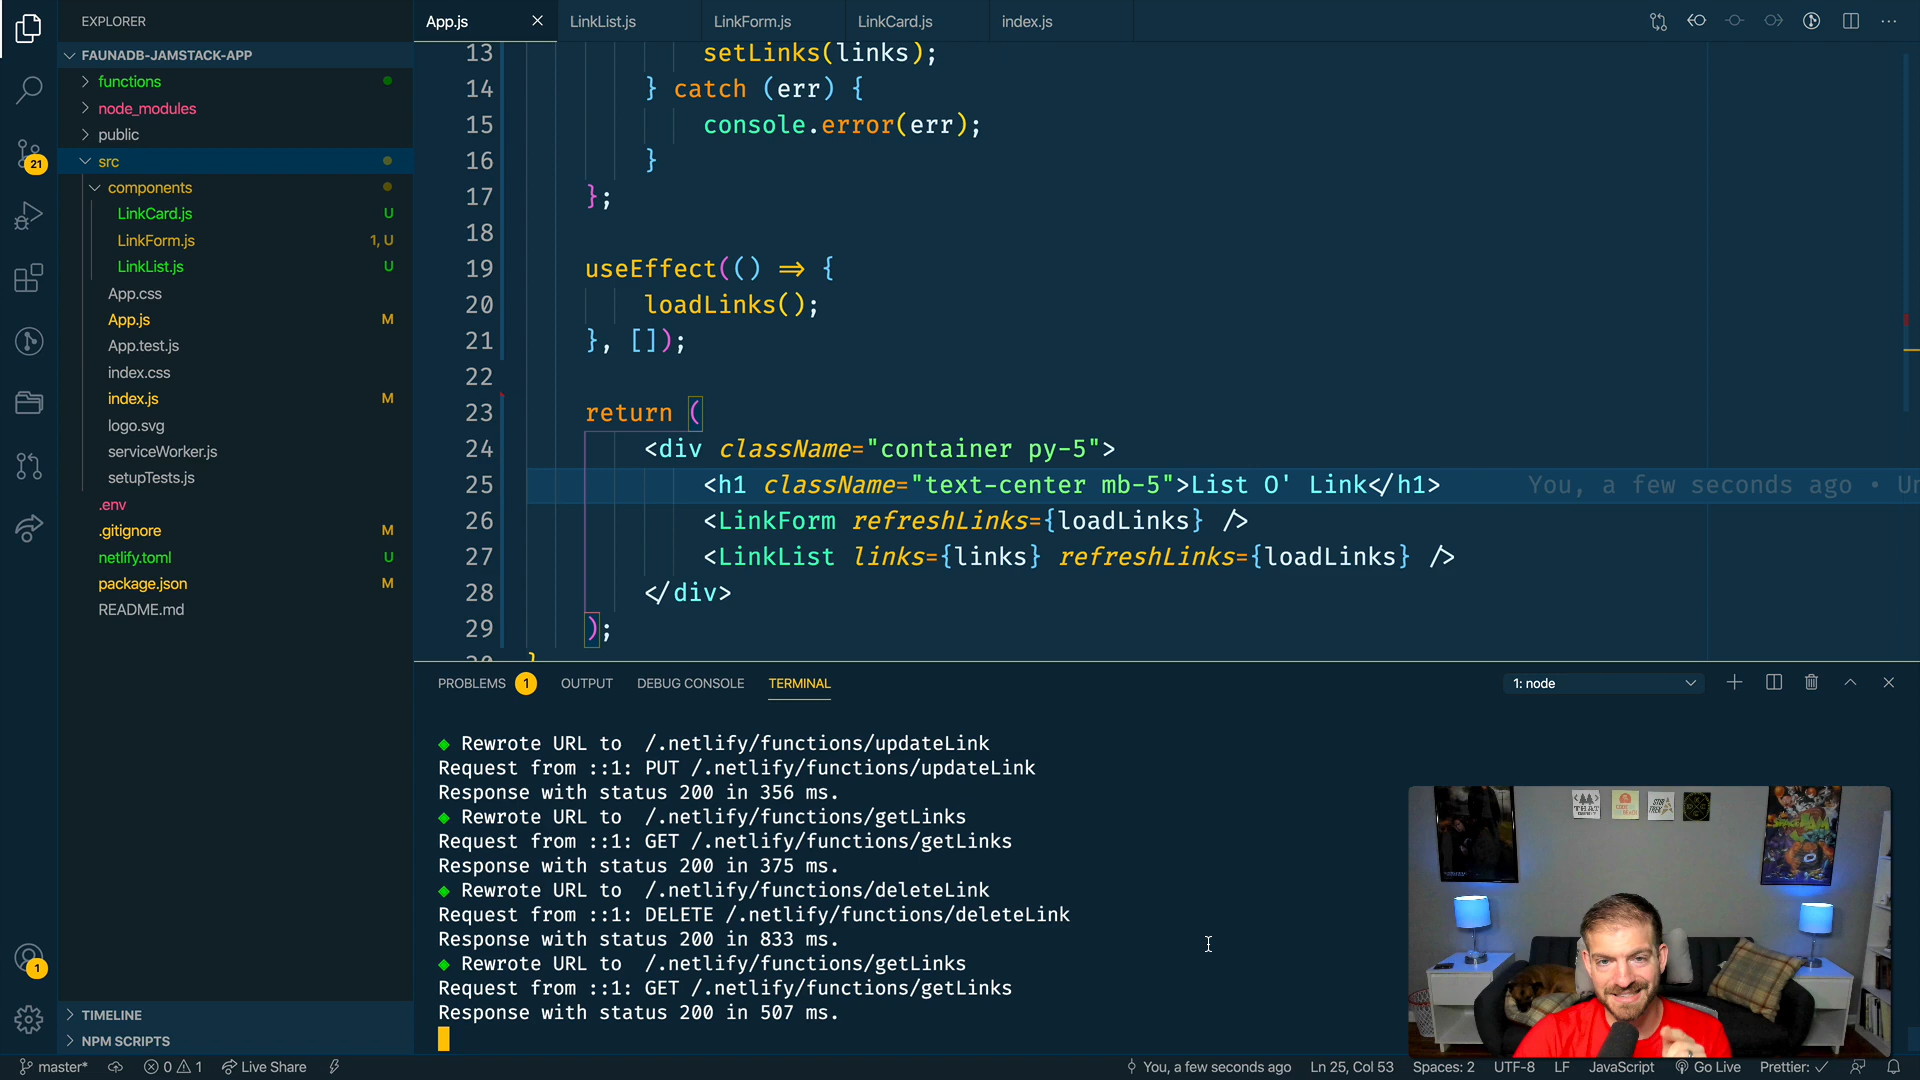 EXPLORER
FAUNADB-JAMSTACK-APP
functions
node_modules
public
src
components
LinkCard.js U
LinkForm.js 1, U
LinkList.js U
App.css
App.js M
App.test.js
index.css
index.js M
logo.svg
serviceWorker.js
setupTests.js
.env
.gitignore M
netlify.toml U
package.json M
README.md
TIMELINE
NPM SCRIPTS
21
1
App.js LinkList.js LinkForm.js LinkCard.js index.js
13 setLinks(links);
14 } catch (err) {
15 console.error(err);
16 }
17 };
18
19 useEffect(() => {
20 loadLinks();
21 }, []);
22
23 return (
24 <div className="container py-5">
25 <h1 className="text-center mb-5">List O' Link</h1> You, a few seconds ago • Un
26 <LinkForm refreshLinks={loadLinks} />
27 <LinkList links={links} refreshLinks={loadLinks} />
28 </div>
29 );
30 }
PROBLEMS 1 OUTPUT DEBUG CONSOLE TERMINAL 1: node
◆ Rewrote URL to /.netlify/functions/updateLink
Request from ::1: PUT /.netlify/functions/updateLink
Response with status 200 in 356 ms.
◆ Rewrote URL to /.netlify/functions/getLinks
Request from ::1: GET /.netlify/functions/getLinks
Response with status 200 in 375 ms.
◆ Rewrote URL to /.netlify/functions/deleteLink
Request from ::1: DELETE /.netlify/functions/deleteLink
Response with status 200 in 833 ms.
◆ Rewrote URL to /.netlify/functions/getLinks
Request from ::1: GET /.netlify/functions/getLinks
Response with status 200 in 507 ms.
THAT
master* 0 1 Live Share You, a few seconds ago Ln 25, Col 53 Spaces: 2 UTF-8 LF JavaScript Go Live Prettier: ✓